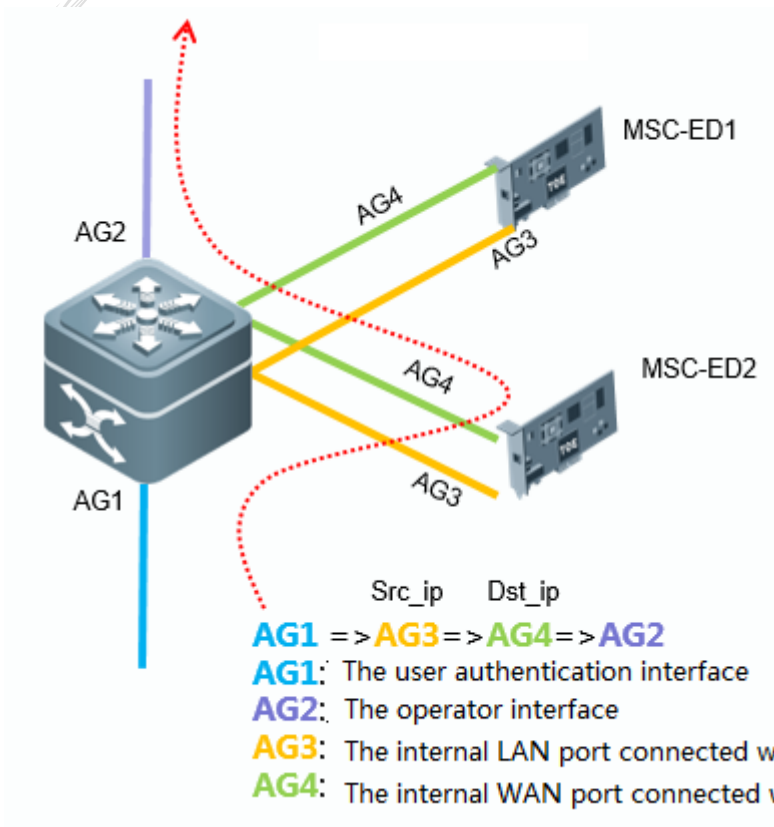 MSC-ED1
AG4
AG2
AG3
MSC-ED2
AG4
AG3
AG1
Src_ip Dst_ip
AG1 =>AG3=>AG4=>AG2
AG1: The user authentication interface
AG2: The operator interface
AG3: The internal LAN port connected
AG4: The internal WAN port connected